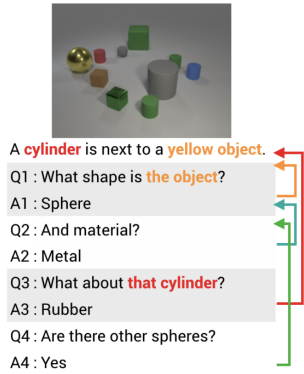 A cylinder is next to a yellow object.
Q1 : What shape is the object?
A1 : Sphere
Q2 : And material?
A2 : Metal
Q3 : What about that cylinder?
A3 : Rubber
Q4 : Are there other spheres?
A4 : Yes